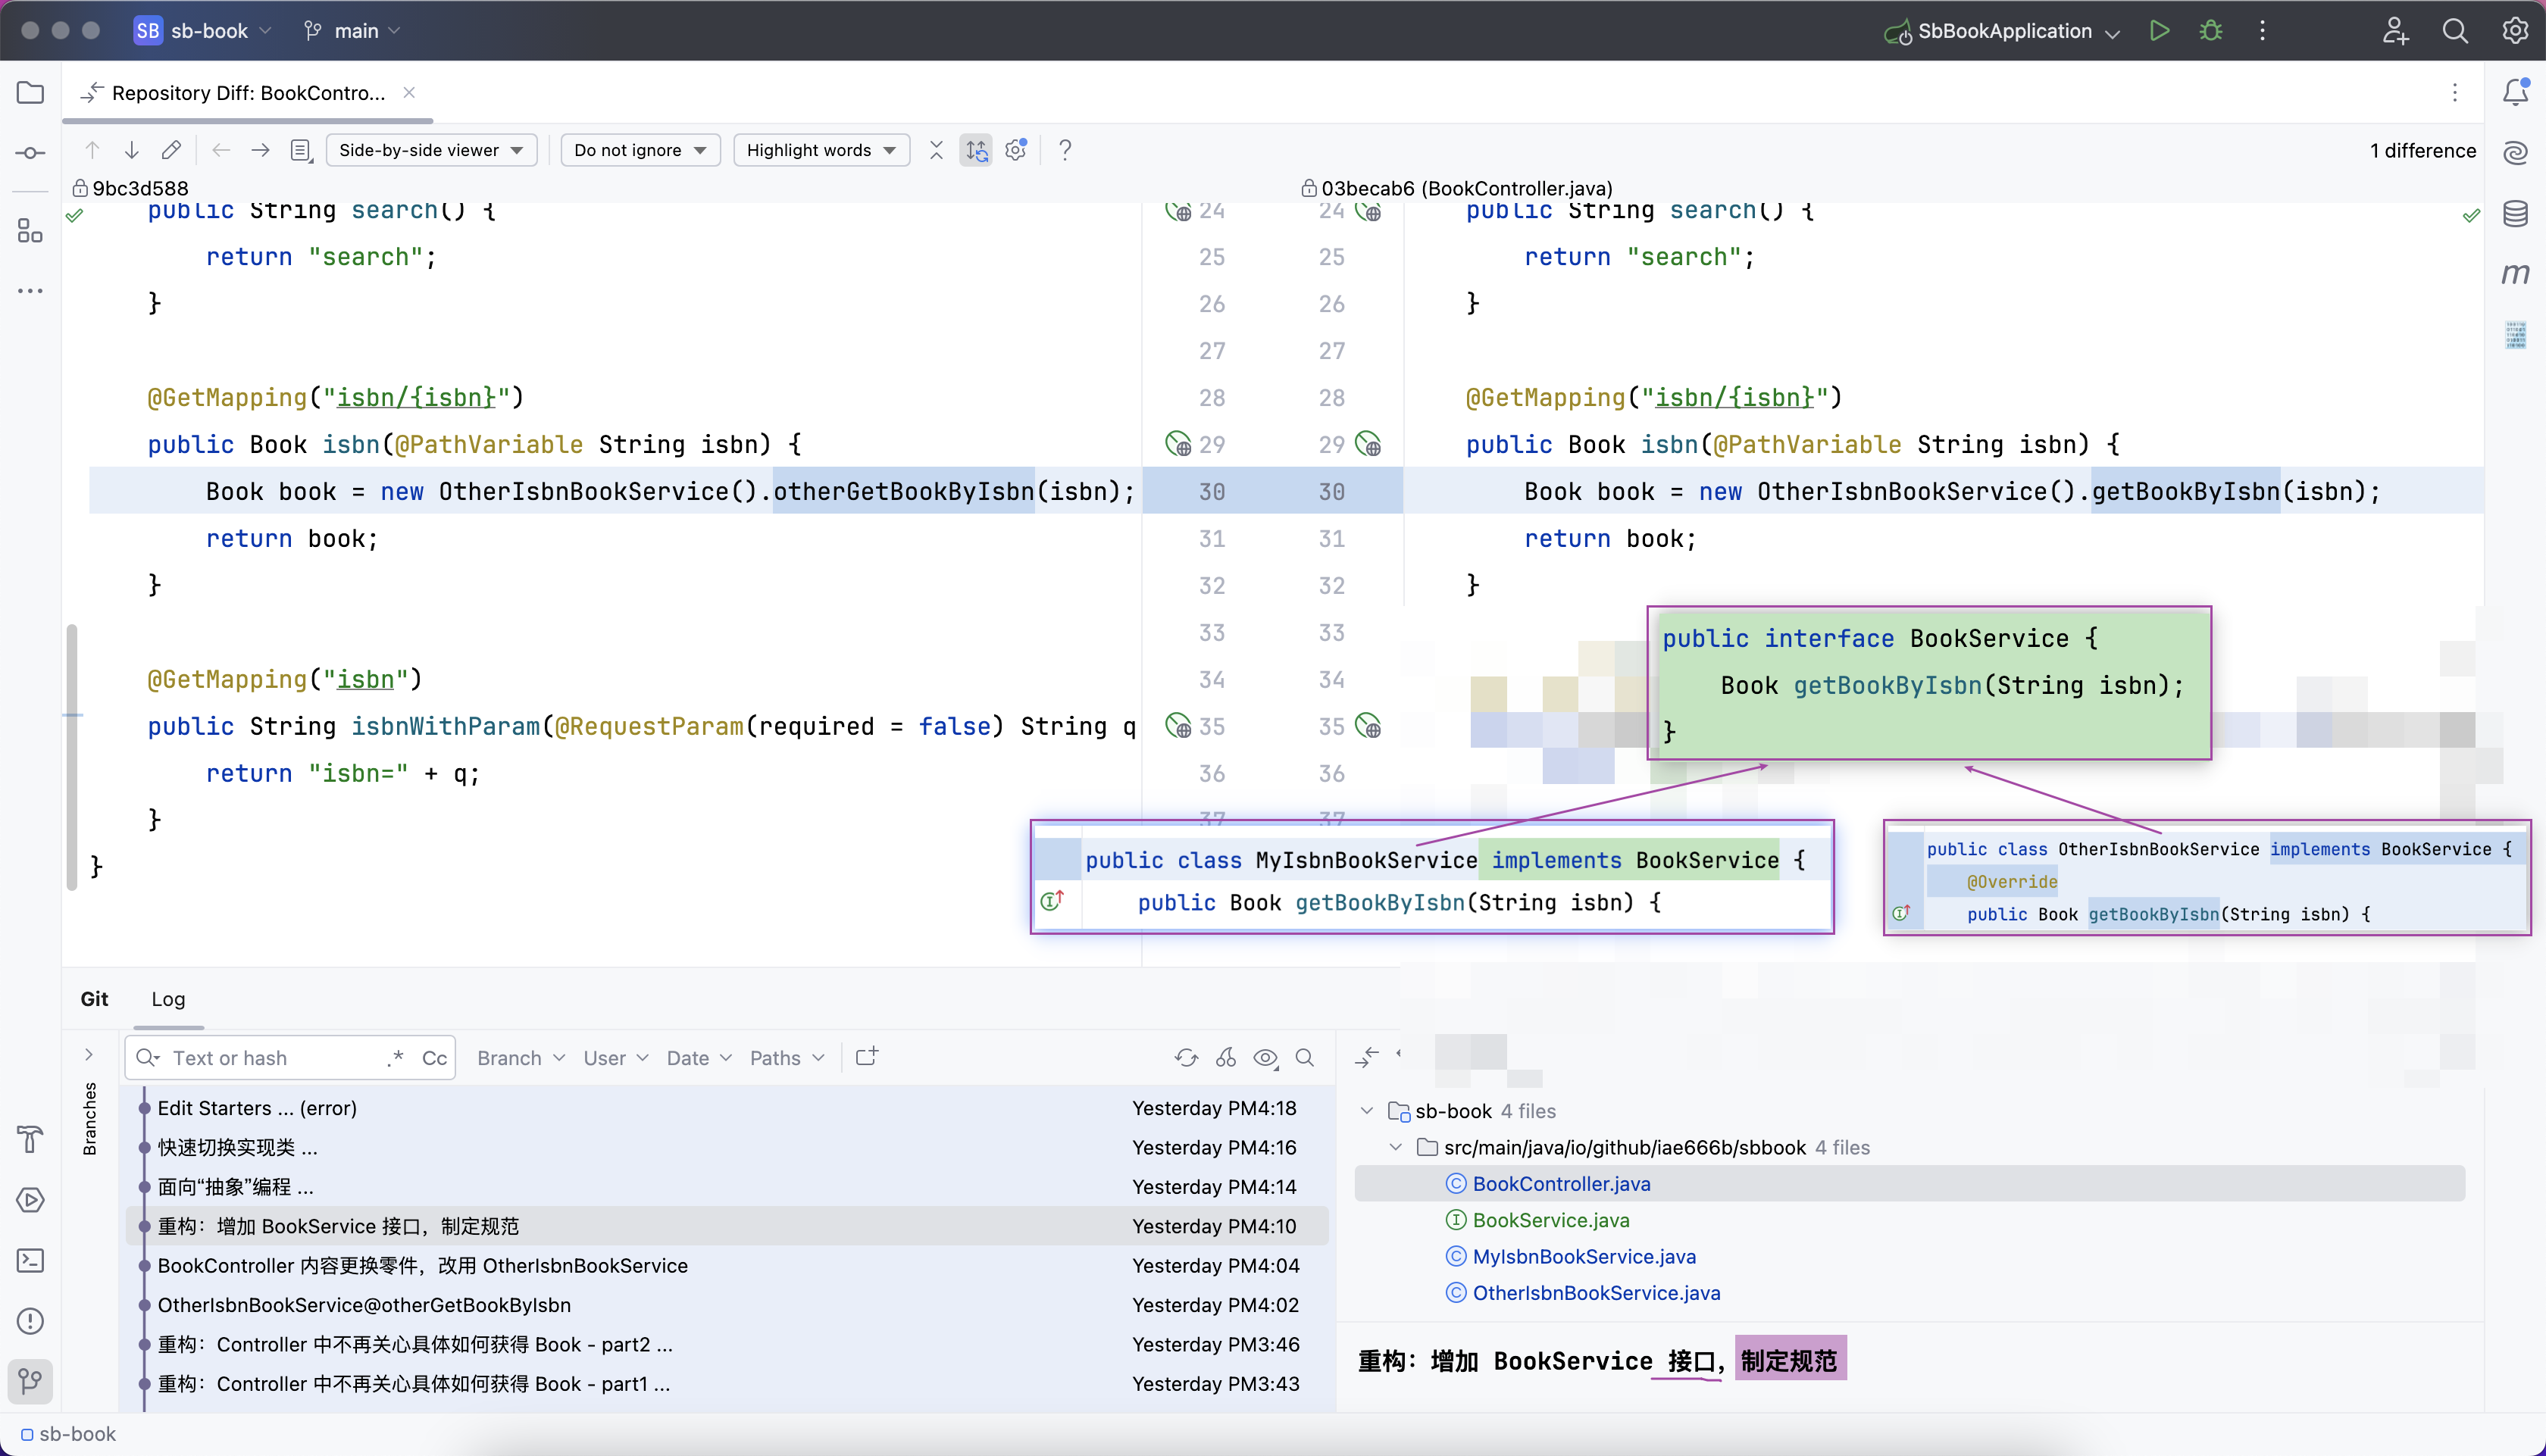 SB sb-book main SbBookApplication
Repository Diff: BookContro...
Side-by-side viewer Do not ignore Highlight words ? 1 difference
9bc3d588
public String search() { 24
return "search"; 25
} 26
27
@GetMapping("isbn/{isbn}") 28
public Book isbn(@PathVariable String isbn) { 29
Book book = new OtherIsbnBookService().otherGetBookByIsbn(isbn); 30
return book; 31
} 32
33
@GetMapping("isbn") 34
public String isbnWithParam(@RequestParam(required = false) String q 35
return "isbn=" + q; 36
} 37
}
03becab6 (BookController.java)
24 public String search() {
25 return "search";
26 }
27
28 @GetMapping("isbn/{isbn}")
29 public Book isbn(@PathVariable String isbn) {
30 Book book = new OtherIsbnBookService().getBookByIsbn(isbn);
31 return book;
32 }
33
34
35
36
37
public interface BookService {
Book getBookByIsbn(String isbn);
}
public class MyIsbnBookService implements BookService {
public Book getBookByIsbn(String isbn) {
public class OtherIsbnBookService implements BookService {
@Override
public Book getBookByIsbn(String isbn) {
m
Git Log
Branches
Text or hash .* Cc Branch User Date Paths
Edit Starters ... (error) Yesterday PM4:18
快速切换实现类 ... Yesterday PM4:16
面向“抽象”编程 ... Yesterday PM4:14
重构：增加 BookService 接口，制定规范 Yesterday PM4:10
BookController 内容更换零件，改用 OtherIsbnBookService Yesterday PM4:04
OtherIsbnBookService@otherGetBookByIsbn Yesterday PM4:02
重构：Controller 中不再关心具体如何获得 Book - part2 ... Yesterday PM3:46
重构：Controller 中不再关心具体如何获得 Book - part1 ... Yesterday PM3:43
sb-book 4 files
src/main/java/io/github/iae666b/sbbook 4 files
BookController.java
BookService.java
MyIsbnBookService.java
OtherIsbnBookService.java
重构：增加 BookService 接口，制定规范
sb-book